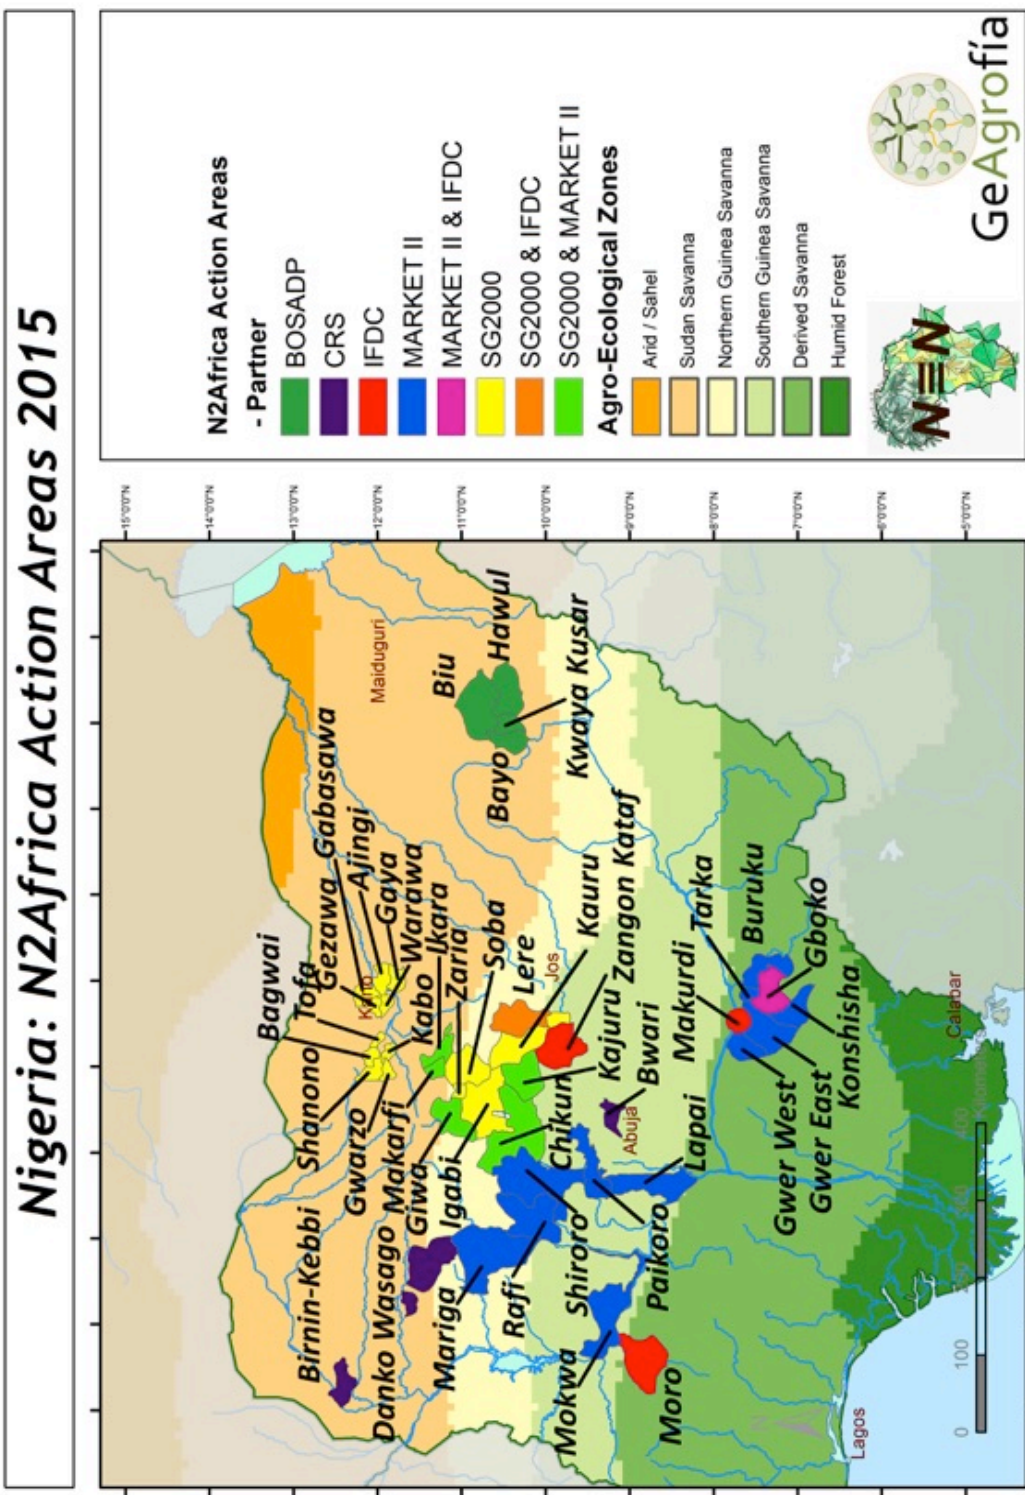 Nigeria: N2Africa Action Areas 2015
Bagwai
Tofa
Gezawa
Gabasawa
Ajingi
Gaya
Warawa
Shanono
Kano
Kabo
Ikara
Maiduguri
Birnin-Kebbi
Gwarzo
Makarfi
Zaria
Soba
Biu
Hawul
Danko Wasago
Giwa
Igabi
Lere
Bayo
Kwaya Kusar
Mariga
Kauru
Jos
Rafi
Chikun
Kajuru
Zangon Kataf
Shiroro
Bwari
Abuja
Mokwa
Paikoro
Lapai
Makurdi
Tarka
Moro
Buruku
Gboko
Gwer West
Gwer East
Konshisha
Lagos
Calabar
N
0
100
400
Kilometers
15°0'0"N
14°0'0"N
13°0'0"N
12°0'0"N
11°0'0"N
10°0'0"N
9°0'0"N
8°0'0"N
7°0'0"N
6°0'0"N
5°0'0"N
N2Africa Action Areas
- Partner
BOSADP
CRS
IFDC
MARKET II
MARKET II & IFDC
SG2000
SG2000 & IFDC
SG2000 & MARKET II
Agro-Ecological Zones
Arid / Sahel
Sudan Savanna
Northern Guinea Savanna
Southern Guinea Savanna
Derived Savanna
Humid Forest
N≡N
GeAgrofía